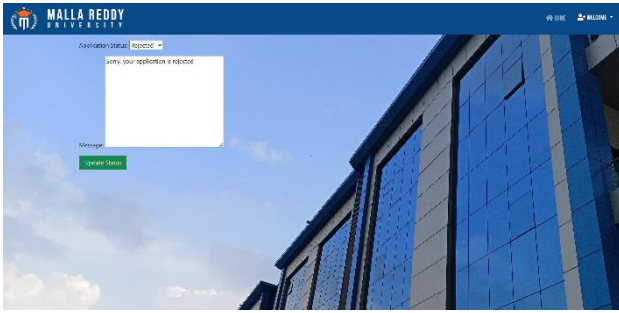 MALLA REDDY
UNIVERSITY
HOME
WELCOME
Application Status: Rejected
Sorry, your application is rejected
Message:
Update Status